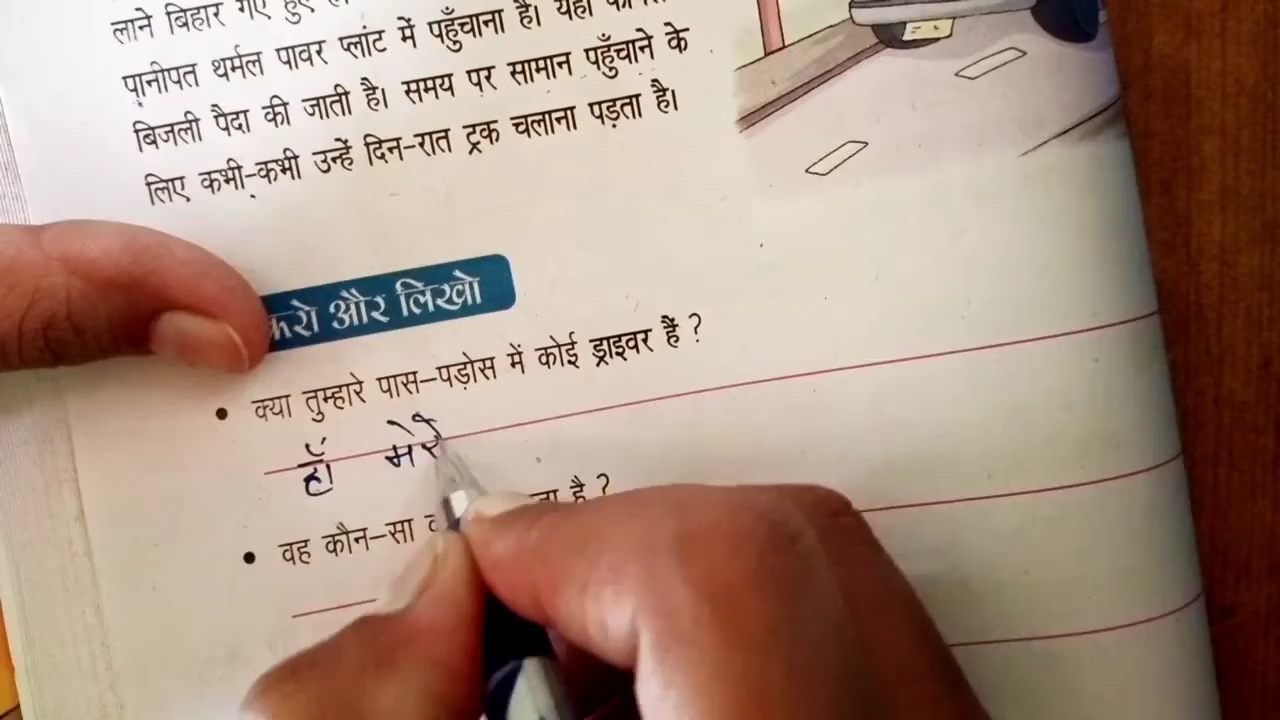 लाने बिहार गए हुए
पानीपत थर्मल पावर प्लांट में पहुँचाना है। यहाँ
बिजली पैदा की जाती है। समय पर सामान पहुँचाने के
लिए कभी-कभी उन्हें दिन-रात ट्रक चलाना पड़ता है।
करो और लिखो
• क्या तुम्हारे पास-पड़ोस में कोई ड्राइवर हैं ?
हाँ मेरे
• वह कौन-सा है ?